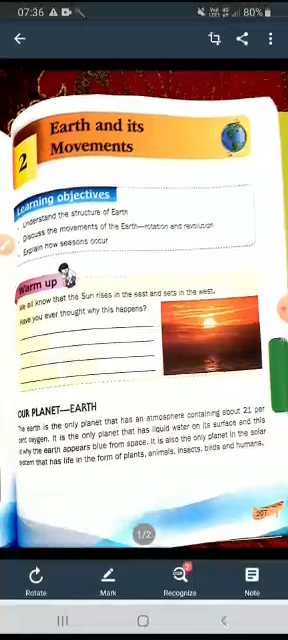 07:36
80%
Earth and its
2
Movements
Learning objectives
Understand the structure of Earth
Discuss the movements of the Earth—rotation and revolution
Explain how seasons occur
Warm up
We all know that the Sun rises in the east and sets in the west.
Have you ever thought why this happens?
OUR PLANET—EARTH
The earth is the only planet that has an atmosphere containing about 21 per
cent oxygen. It is the only planet that has liquid water on its surface and this
is why the earth appears blue from space. It is also the only planet in the solar
system that has life in the form of plants, animals, insects, birds and humans.
207
1/2
OCR
2
Rotate
Mark
Recognize
Note